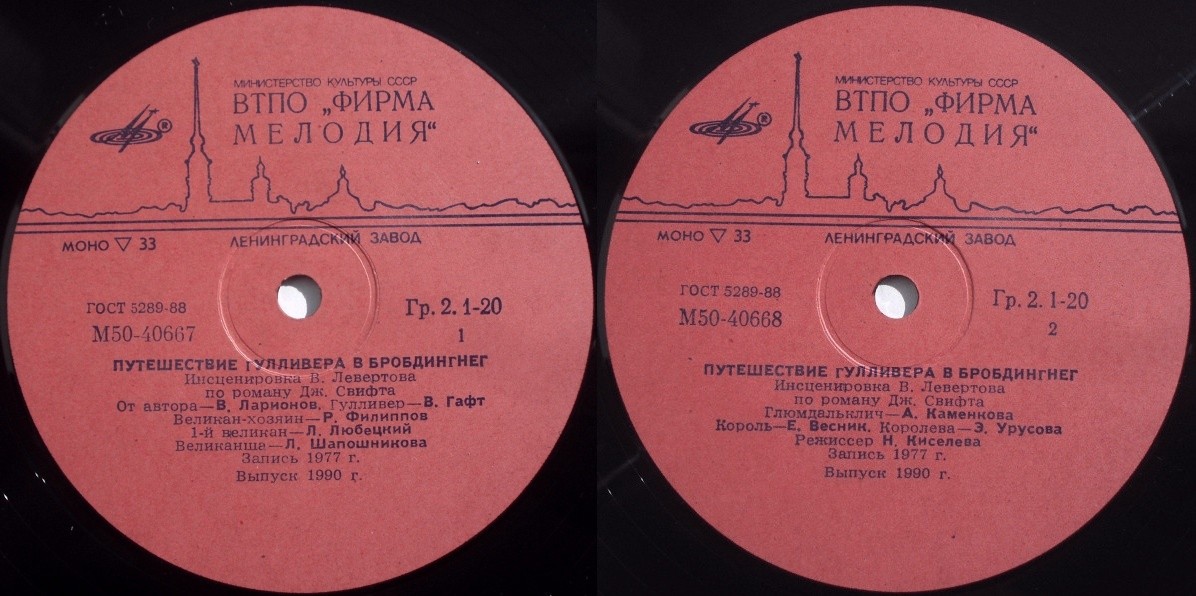 МИНИСТЕРСТВО КУЛЬТУРЫ СССР
ВТПО „ФИРМА
МЕЛОДИЯ“
®
МОНО ▽ 33 ЛЕНИНГРАДСКИЙ ЗАВОД
ГОСТ 5289-88 Гр. 2. 1-20
М50-40667 1
ПУТЕШЕСТВИЕ ГУЛЛИВЕРА В БРОБДИНГНЕГ
Инсценировка В. Левертова
по роману Дж. Свифта
От автора—В. Ларионов, Гулливер—В. Гафт
Великан-хозяин—Р. Филиппов
1-й великан—Л. Любецкий
Великанша—Л. Шапошникова
Запись 1977 г.
Выпуск 1990 г.
МИНИСТЕРСТВО КУЛЬТУРЫ СССР
ВТПО „ФИРМА
МЕЛОДИЯ“
®
МОНО ▽ 33 ЛЕНИНГРАДСКИЙ ЗАВОД
ГОСТ 5289-88 Гр. 2. 1-20
М50-40668 2
ПУТЕШЕСТВИЕ ГУЛЛИВЕРА В БРОБДИНГНЕГ
Инсценировка В. Левертова
по роману Дж. Свифта
Глюмдальклич—А. Каменкова
Король—Е. Весник, Королева—Э. Урусова
Режиссер Н. Киселева
Запись 1977 г.
Выпуск 1990 г.